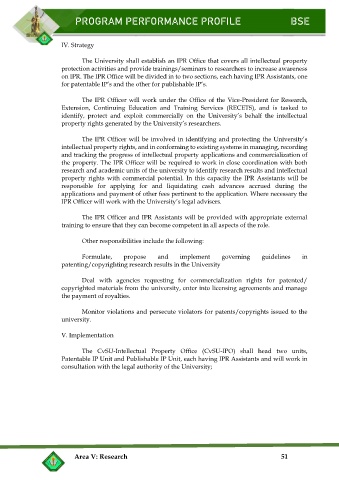 PROGRAM PERFORMANCE PROFILE BSE
IV. Strategy
The University shall establish an IPR Office that covers all intellectual property
protection activities and provide trainings/seminars to researchers to increase awareness
on IPR. The IPR Office will be divided in to two sections, each having IPR Assistants, one
for patentable IP's and the other for publishable IP's.
The IPR Officer will work under the Office of the Vice-President for Research,
Extension, Continuing Education and Training Services (RECETS), and is tasked to
identify, protect and exploit commercially on the University's behalf the intellectual
property rights generated by the University's researchers.
The IPR Officer will be involved in identifying and protecting the University's
intellectual property rights, and in conforming to existing systems in managing, recording
and tracking the progress of intellectual property applications and commercialization of
the property. The IPR Officer will be required to work in close coordination with both
research and academic units of the university to identify research results and intellectual
property rights with commercial potential. In this capacity the IPR Assistants will be
responsible for applying for and liquidating cash advances accrued during the
applications and payment of other fees pertinent to the application. Where necessary the
IPR Officer will work with the University's legal advisers.
The IPR Officer and IPR Assistants will be provided with appropriate external
training to ensure that they can become competent in all aspects of the role.
Other responsibilities include the following:
Formulate, propose and implement governing guidelines in
patenting/copyrighting research results in the University
Deal with agencies requesting for commercialization rights for patented/
copyrighted materials from the university, enter into licensing agreements and manage
the payment of royalties.
Monitor violations and persecute violators for patents/copyrights issued to the
university.
V. Implementation
The CvSU-Intellectual Property Office (CvSU-IPO) shall head two units,
Patentable IP Unit and Publishable IP Unit, each having IPR Assistants and will work in
consultation with the legal authority of the University;
Area V: Research 51